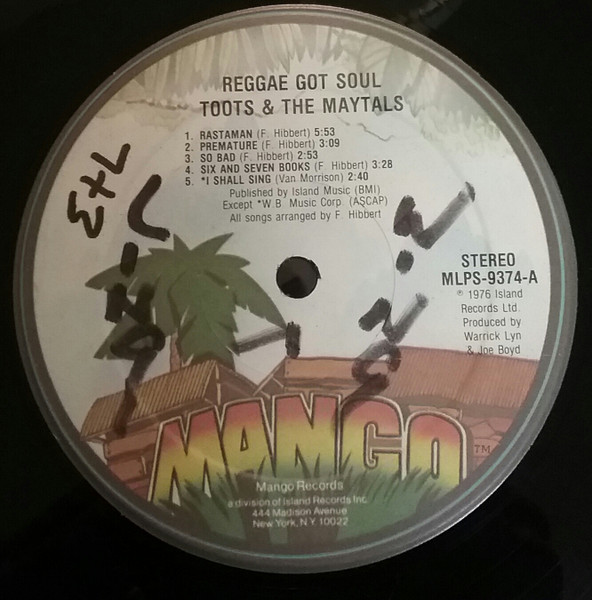 REGGAE GOT SOUL
TOOTS & THE MAYTALS
1. RASTAMAN (F. Hibbert) 5:53
2. PREMATURE (F. Hibbert) 3:09
3. SO BAD (F. Hibbert) 2:53
4. SIX AND SEVEN BOOKS (F. Hibbert) 3:28
5. *I SHALL SING (Van Morrison) 2:40
Published by Island Music (BMI)
Except *W.B. Music Corp. (ASCAP)
All songs arranged by F. Hibbert
STEREO
MLPS-9374-A
℗ 1976 Island
Records Ltd.
Produced by
Warrick Lyn
& Joe Boyd
MANGO
TM
Mango Records
a division of Island Records Inc.
444 Madison Avenue
New York, N.Y. 10022